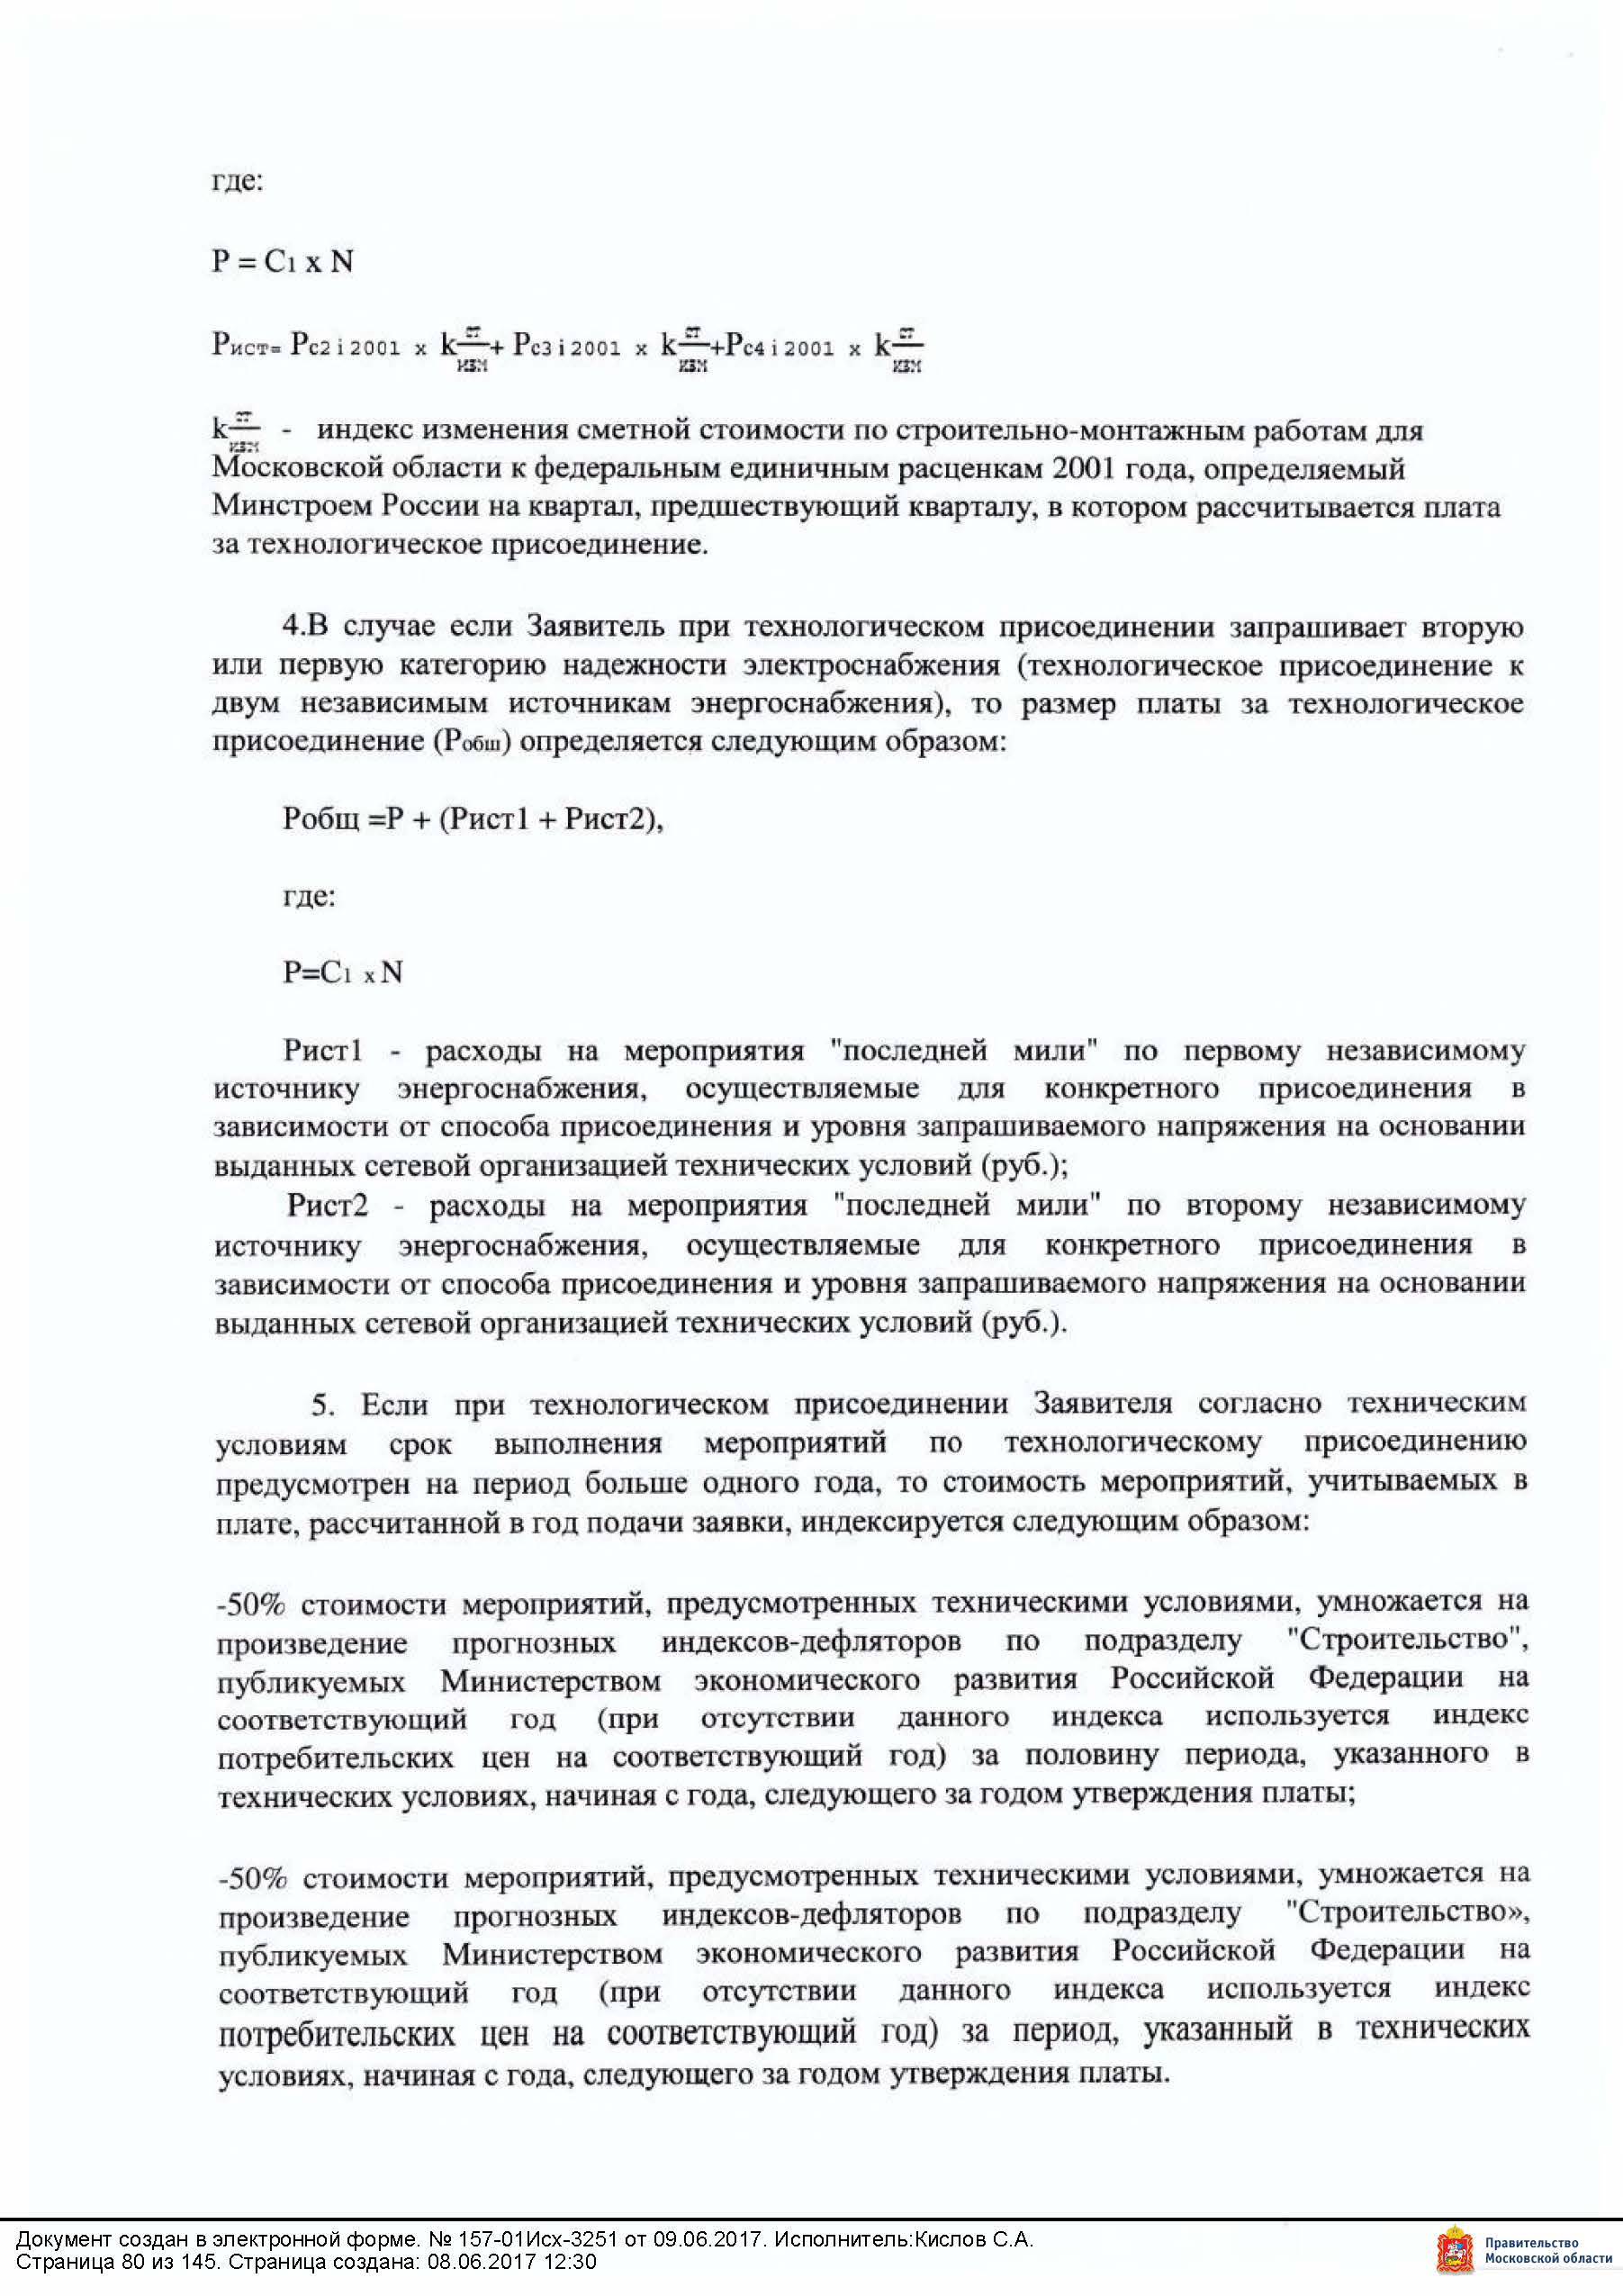 где:
P = C1 x N
Pист= Pc2 i 2001 x k ст изм + Pc3 i 2001 x k ст изм +Pc4 i 2001 x k ст изм
k ст изм - индекс изменения сметной стоимости по строительно-монтажным работам для
Московской области к федеральным единичным расценкам 2001 года, определяемый
Минстроем России на квартал, предшествующий кварталу, в котором рассчитывается плата
за технологическое присоединение.
4.В случае если Заявитель при технологическом присоединении запрашивает вторую
или первую категорию надежности электроснабжения (технологическое присоединение к
двум независимым источникам энергоснабжения), то размер платы за технологическое
присоединение (Робщ) определяется следующим образом:
Робщ =Р + (Рист1 + Рист2),
где:
P=C1 x N
Рист1 - расходы на мероприятия "последней мили" по первому независимому
источнику энергоснабжения, осуществляемые для конкретного присоединения в
зависимости от способа присоединения и уровня запрашиваемого напряжения на основании
выданных сетевой организацией технических условий (руб.);
Рист2 - расходы на мероприятия "последней мили" по второму независимому
источнику энергоснабжения, осуществляемые для конкретного присоединения в
зависимости от способа присоединения и уровня запрашиваемого напряжения на основании
выданных сетевой организацией технических условий (руб.).
5. Если при технологическом присоединении Заявителя согласно техническим
условиям срок выполнения мероприятий по технологическому присоединению
предусмотрен на период больше одного года, то стоимость мероприятий, учитываемых в
плате, рассчитанной в год подачи заявки, индексируется следующим образом:
-50% стоимости мероприятий, предусмотренных техническими условиями, умножается на
произведение прогнозных индексов-дефляторов по подразделу "Строительство",
публикуемых Министерством экономического развития Российской Федерации на
соответствующий год (при отсутствии данного индекса используется индекс
потребительских цен на соответствующий год) за половину периода, указанного в
технических условиях, начиная с года, следующего за годом утверждения платы;
-50% стоимости мероприятий, предусмотренных техническими условиями, умножается на
произведение прогнозных индексов-дефляторов по подразделу "Строительство»,
публикуемых Министерством экономического развития Российской Федерации на
соответствующий год (при отсутствии данного индекса используется индекс
потребительских цен на соответствующий год) за период, указанный в технических
условиях, начиная с года, следующего за годом утверждения платы.
Документ создан в электронной форме. № 157-01Исх-3251 от 09.06.2017. Исполнитель:Кислов С.А.
Страница 80 из 145. Страница создана: 08.06.2017 12:30
Правительство
Московской области